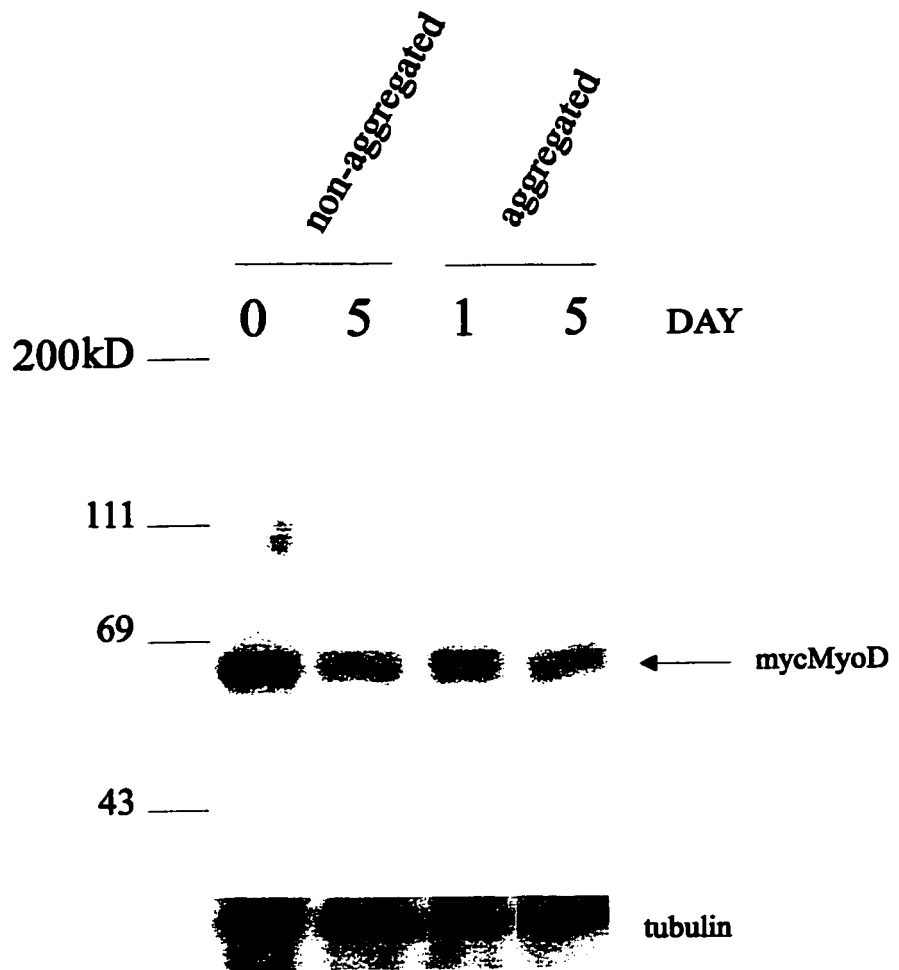 non-aggregated
aggregated
0 5 1 5 DAY
200kD
111
69
mycMyoD
43
tubulin